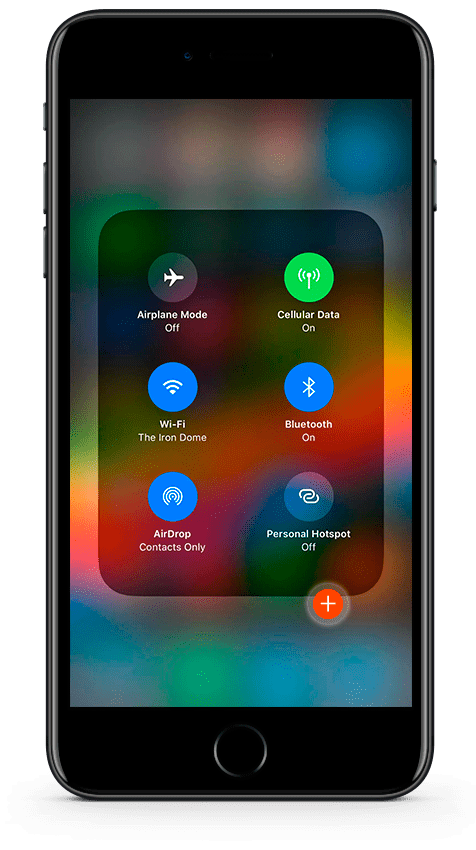 Airplane Mode
Off
Cellular Data
On
Wi-Fi
The Iron Dome
Bluetooth
On
AirDrop
Contacts Only
Personal Hotspot
Off